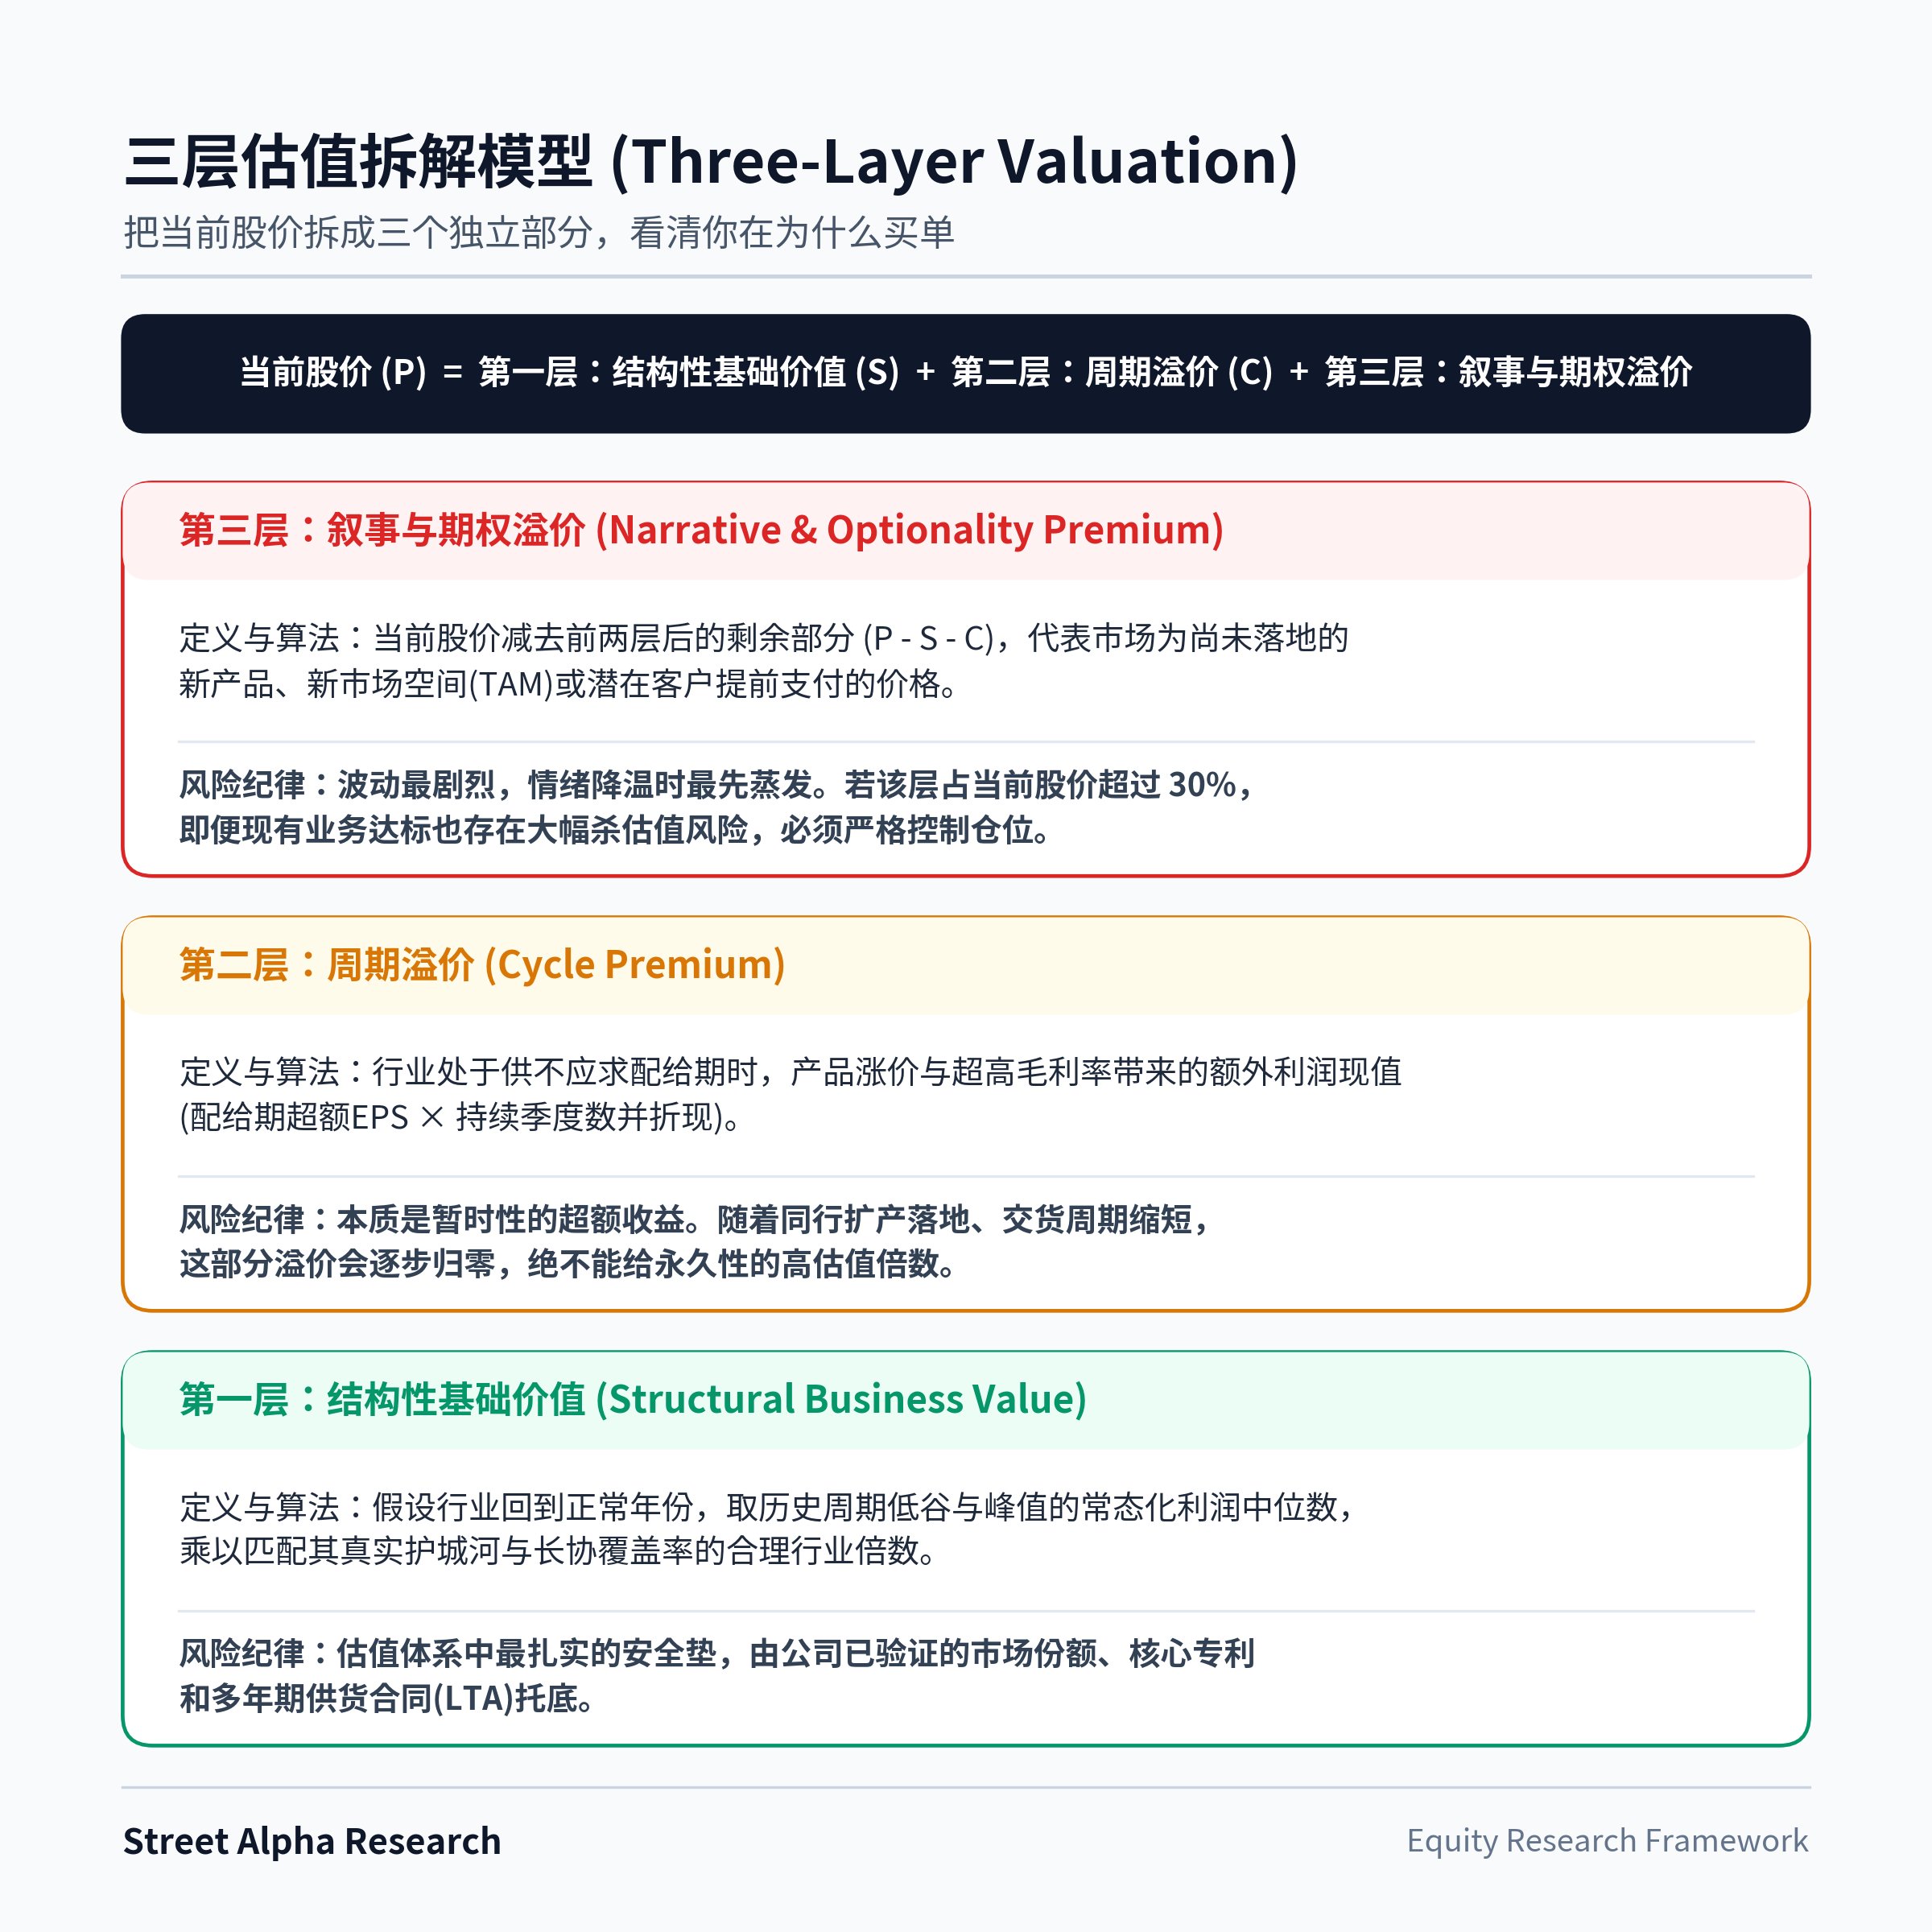 三层估值拆解模型 (Three-Layer Valuation)
把当前股价拆成三个独立部分，看清你在为什么买单
当前股价 (P) = 第一层：结构性基础价值 (S) + 第二层：周期溢价 (C) + 第三层：叙事与期权溢价
第三层：叙事与期权溢价 (Narrative & Optionality Premium)
定义与算法：当前股价减去前两层后的剩余部分 (P - S - C)，代表市场为尚未落地的
新产品、新市场空间(TAM)或潜在客户提前支付的价格。
风险纪律：波动最剧烈，情绪降温时最先蒸发。若该层占当前股价超过 30%，
即便现有业务达标也存在大幅杀估值风险，必须严格控制仓位。
第二层：周期溢价 (Cycle Premium)
定义与算法：行业处于供不应求配给期时，产品涨价与超高毛利率带来的额外利润现值
(配给期超额EPS × 持续季度数并折现)。
风险纪律：本质是暂时性的超额收益。随着同行扩产落地、交货周期缩短，
这部分溢价会逐步归零，绝不能给永久性的高估值倍数。
第一层：结构性基础价值 (Structural Business Value)
定义与算法：假设行业回到正常年份，取历史周期低谷与峰值的常态化利润中位数，
乘以匹配其真实护城河与长协覆盖率的合理行业倍数。
风险纪律：估值体系中最扎实的安全垫，由公司已验证的市场份额、核心专利
和多年期供货合同(LTA)托底。
Street Alpha Research
Equity Research Framework